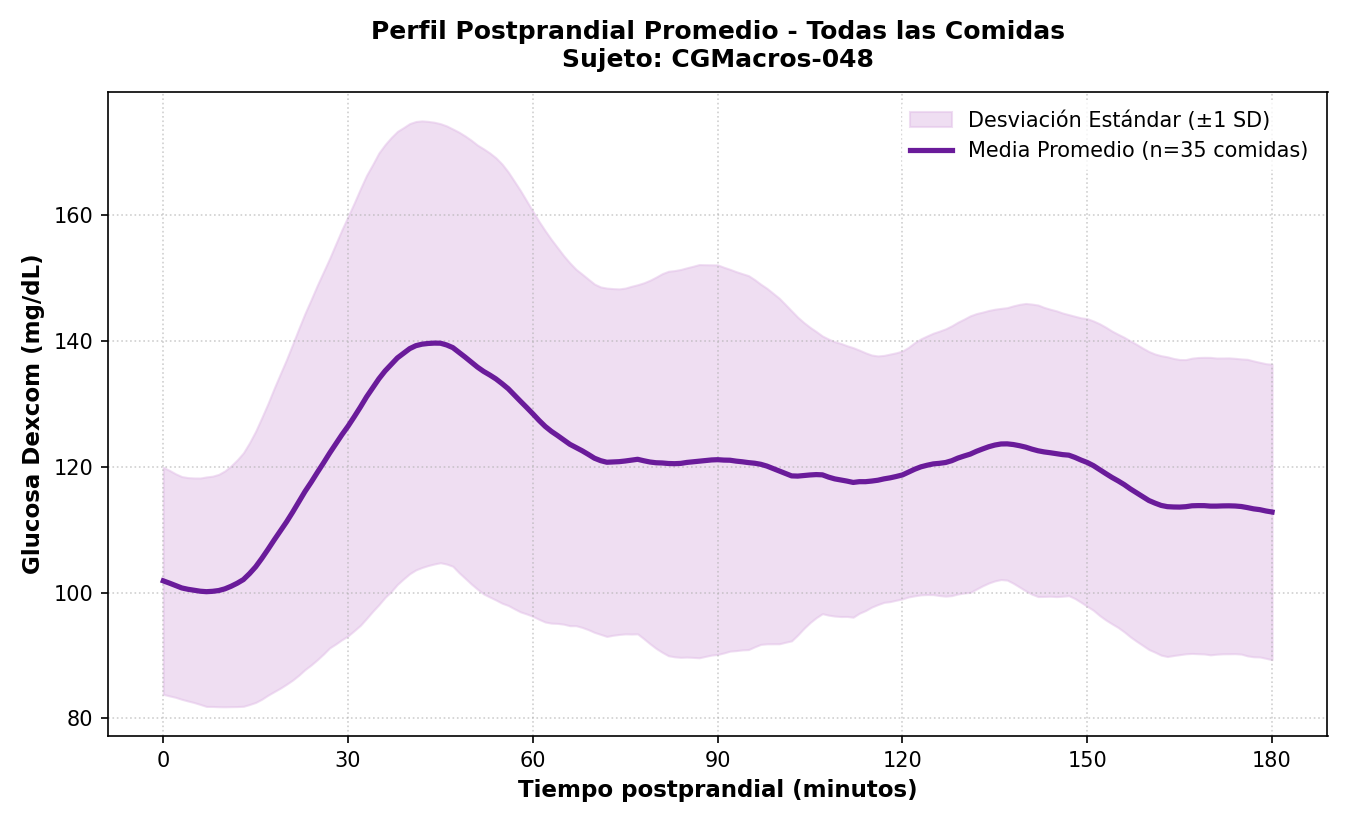 Perfil Postprandial Promedio - Todas las Comidas
Sujeto: CGMacros-048
Desviación Estándar (±1 SD)
Media Promedio (n=35 comidas)
Glucosa Dexcom (mg/dL)
160
140
120
100
80
0 30 60 90 120 150 180
Tiempo postprandial (minutos)